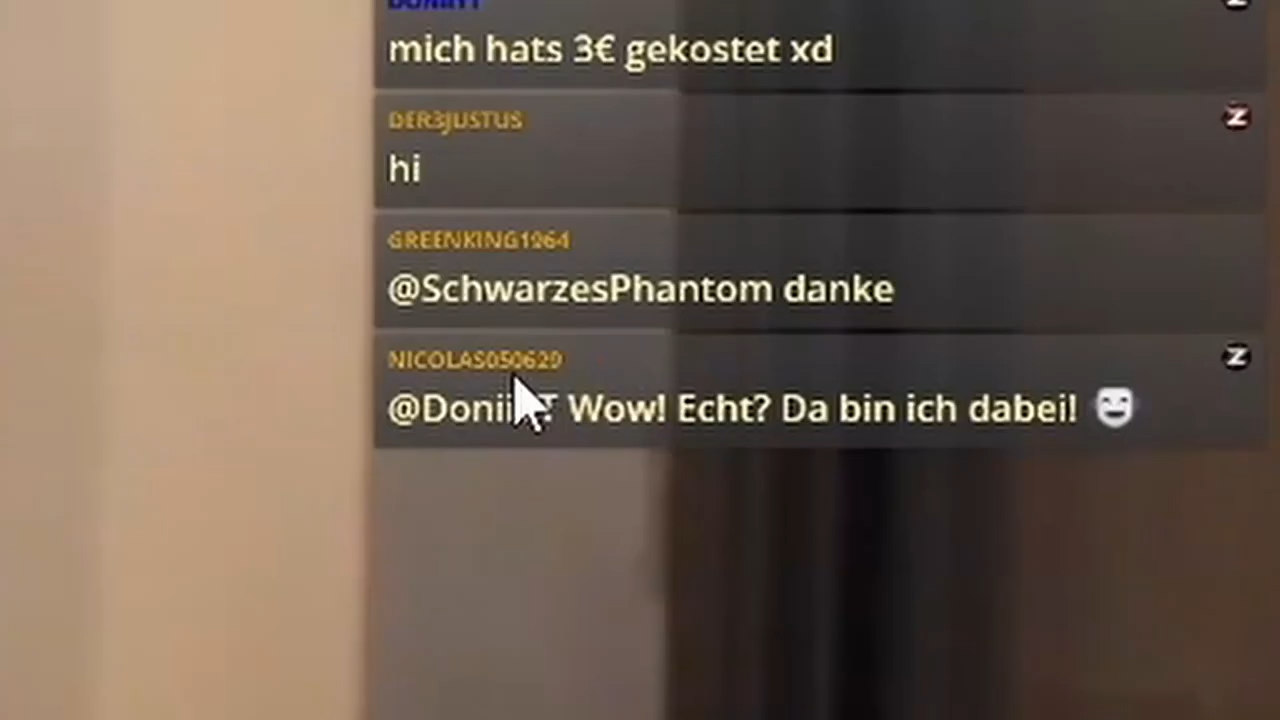 mich hats 3€ gekostet xd
DER3JUSTUS
hi
GREENKING1964
@SchwarzesPhantom danke
NICOLAS050629
Wow! Echt? Da bin ich dabei!